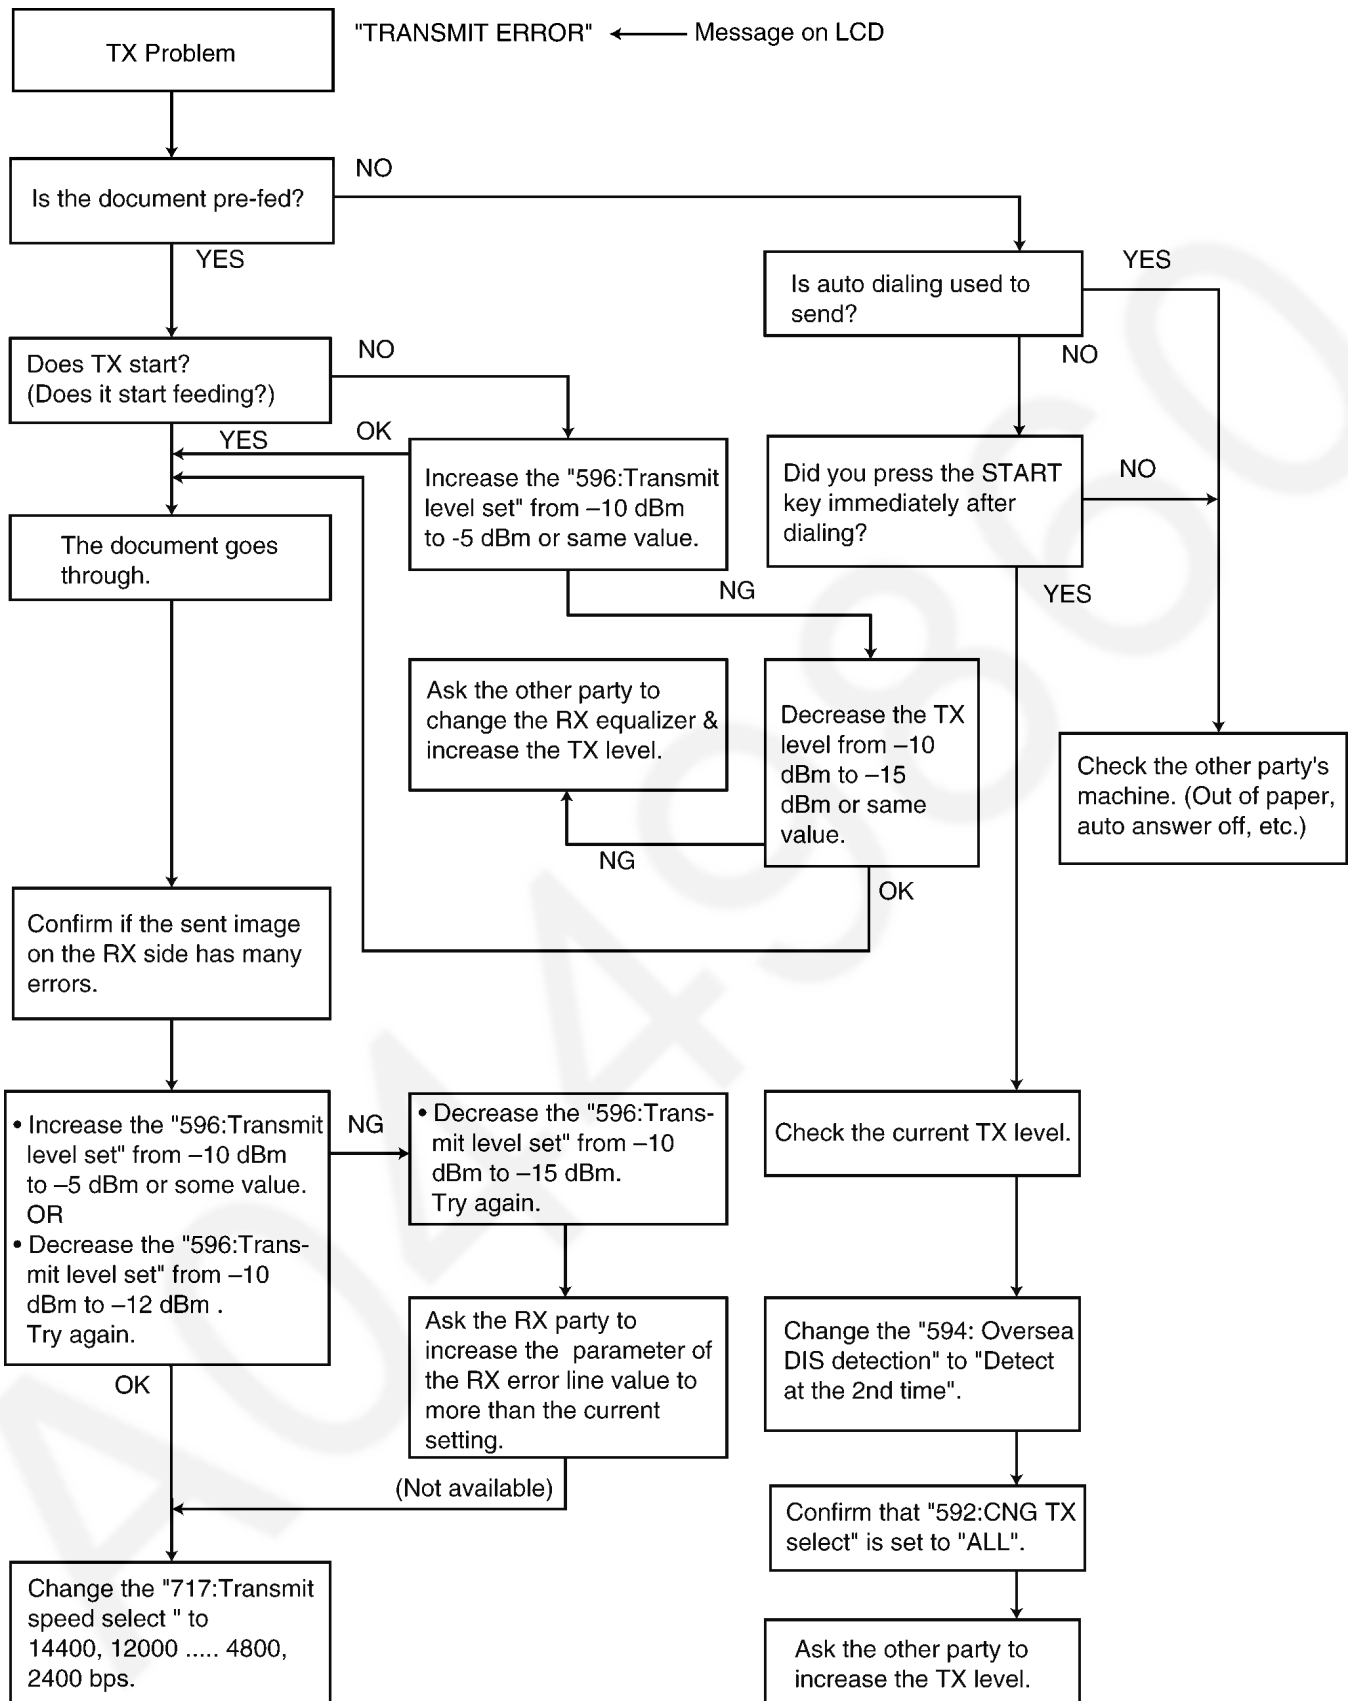 TX Problem
"TRANSMIT ERROR"
Message on LCD
Is the document pre-fed?
NO
YES
Is auto dialing used to
send?
YES
NO
Does TX start?
(Does it start feeding?)
NO
YES
OK
Increase the "596:Transmit
level set" from –10 dBm
to -5 dBm or same value.
NG
Did you press the START
key immediately after
dialing?
NO
YES
The document goes
through.
Ask the other party to
change the RX equalizer &
increase the TX level.
Decrease the TX
level from –10
dBm to –15
dBm or same
value.
NG
OK
Check the other party's
machine. (Out of paper,
auto answer off, etc.)
Confirm if the sent image
on the RX side has many
errors.
• Increase the "596:Transmit
level set" from –10 dBm
to –5 dBm or some value.
OR
• Decrease the "596:Trans-
mit level set" from –10
dBm to –12 dBm .
Try again.
NG
OK
• Decrease the "596:Trans-
mit level set" from –10
dBm to –15 dBm.
Try again.
Ask the RX party to
increase the  parameter of
the RX error line value to
more than the current
setting.
(Not available)
Change the "717:Transmit
speed select " to
14400, 12000 ..... 4800,
2400 bps.
Check the current TX level.
Change the "594: Oversea
DIS detection" to "Detect
at the 2nd time".
Confirm that "592:CNG TX
select" is set to "ALL".
Ask the other party to
increase the TX level.
A0449860